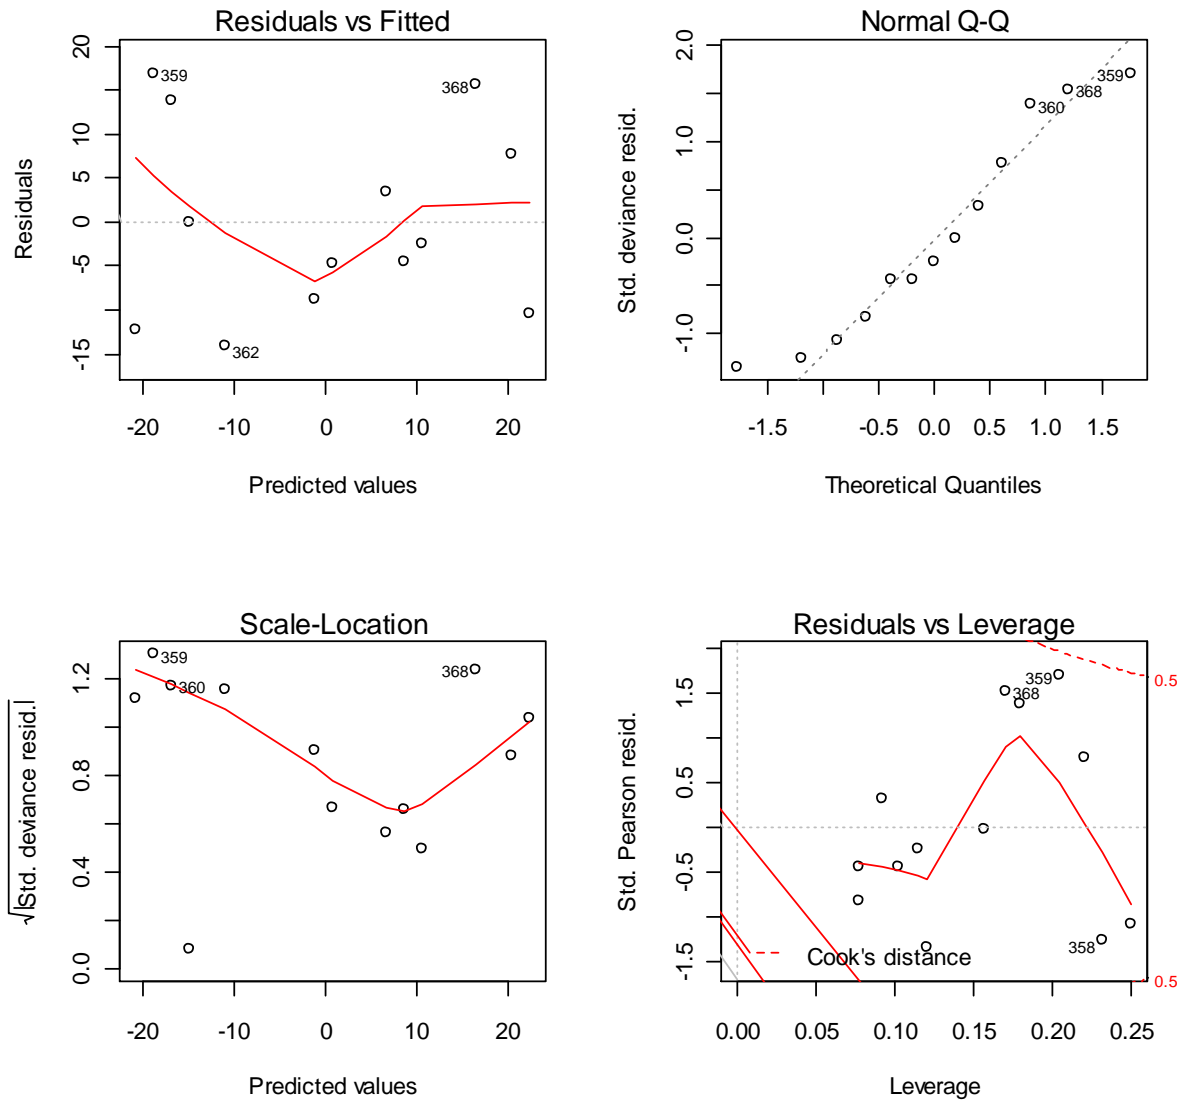 Residuals vs Fitted
Residuals
20
10
5
0
-5
-15
359
368
362
-20 -10 0 10 20
Predicted values
Normal Q-Q
Std. deviance resid.
2.0
1.0
0.0
-1.0
359
368
360
-1.5 -0.5 0.0 0.5 1.0 1.5
Theoretical Quantiles
Scale-Location
√|Std. deviance resid.|
1.2
0.8
0.4
0.0
359
360
368
-20 -10 0 10 20
Predicted values
Residuals vs Leverage
Std. Pearson resid.
1.5
0.5
-0.5
-1.5
359
368
358
Cook's distance
0.5
0.5
0.00 0.05 0.10 0.15 0.20 0.25
Leverage